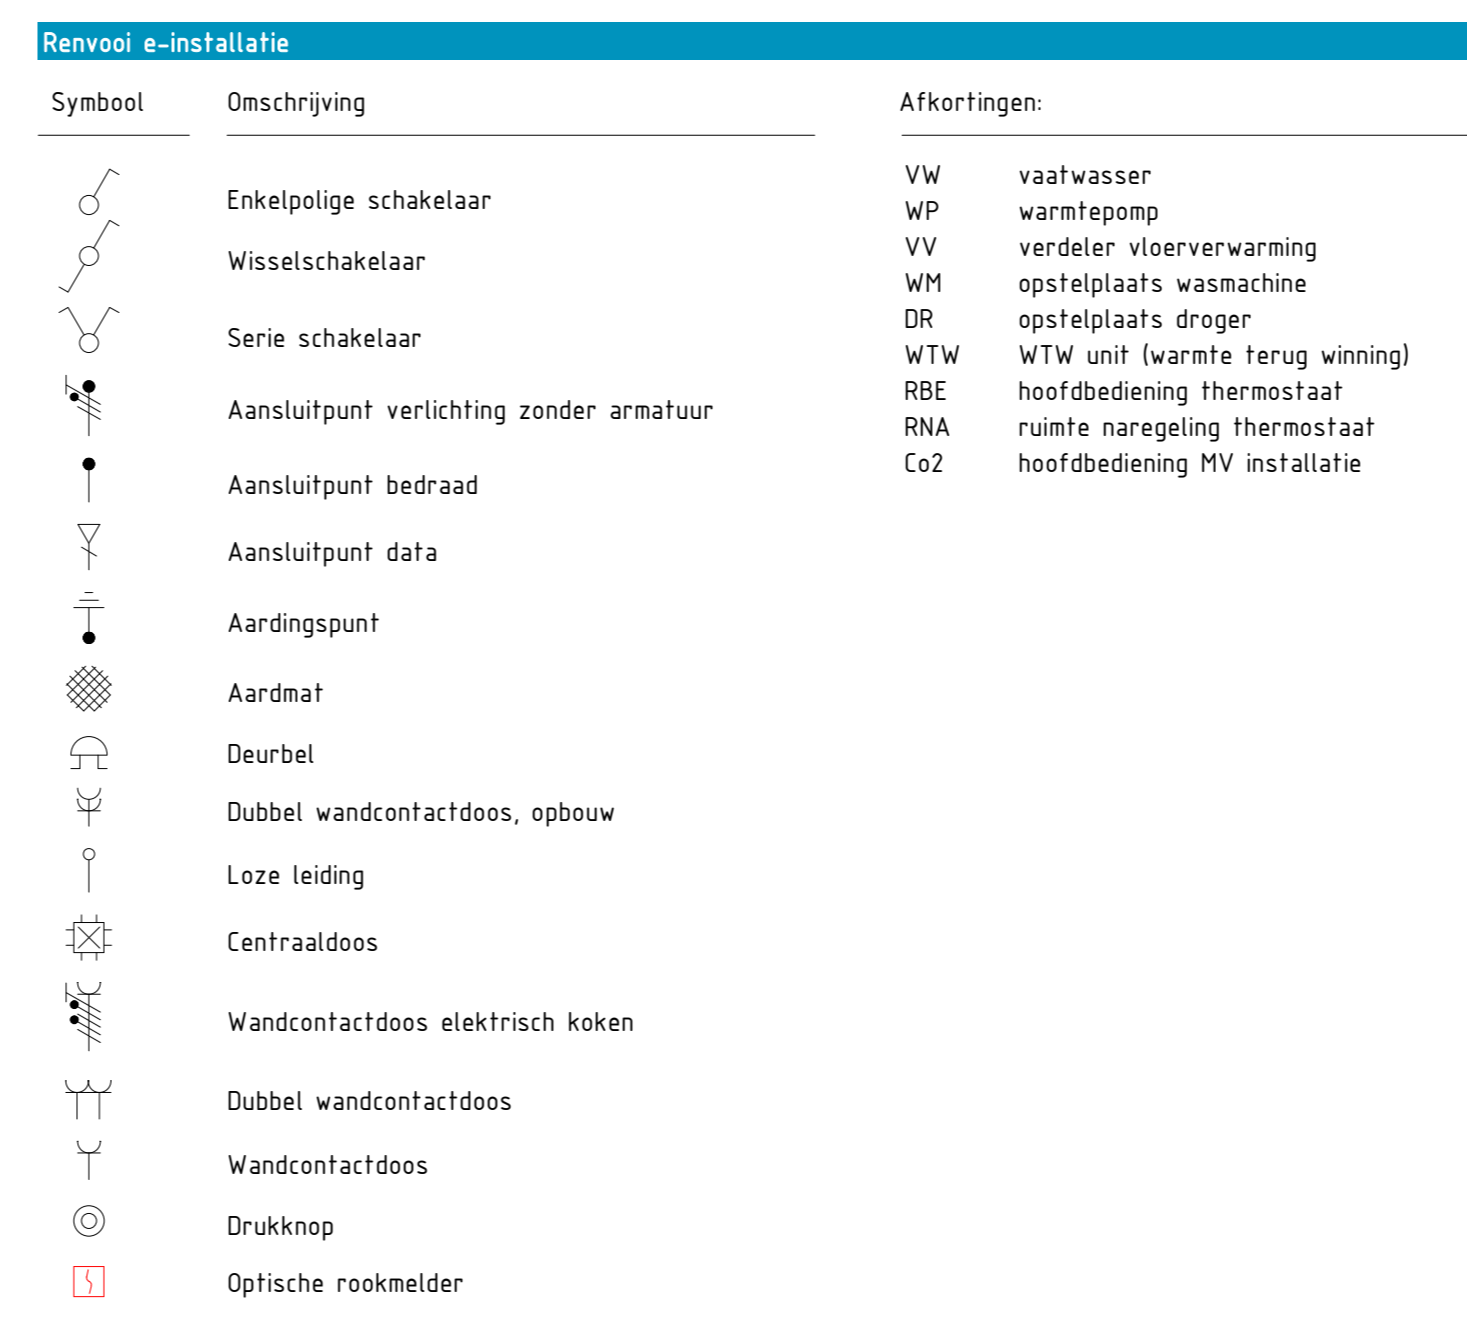 Renvooi e-installatie
Symbool Omschrijving
Enkelpolige schakelaar
Wisselschakelaar
Serie schakelaar
Aansluitpunt verlichting zonder armatuur
Aansluitpunt bedraad
Aansluitpunt data
Aardingspunt
Aardmat
Deurbel
Dubbel wandcontactdoos, opbouw
Loze leiding
Centraaldoos
Wandcontactdoos elektrisch koken
Dubbel wandcontactdoos
Wandcontactdoos
Drukknop
Optische rookmelder
Afkortingen:
VW vaatwasser
WP warmtepomp
VV verdeler vloerverwarming
WM opstelplaats wasmachine
DR opstelplaats droger
WTW WTW unit (warmte terug winning)
RBE hoofdbediening thermostaat
RNA ruimte naregeling thermostaat
Co2 hoofdbediening MV installatie